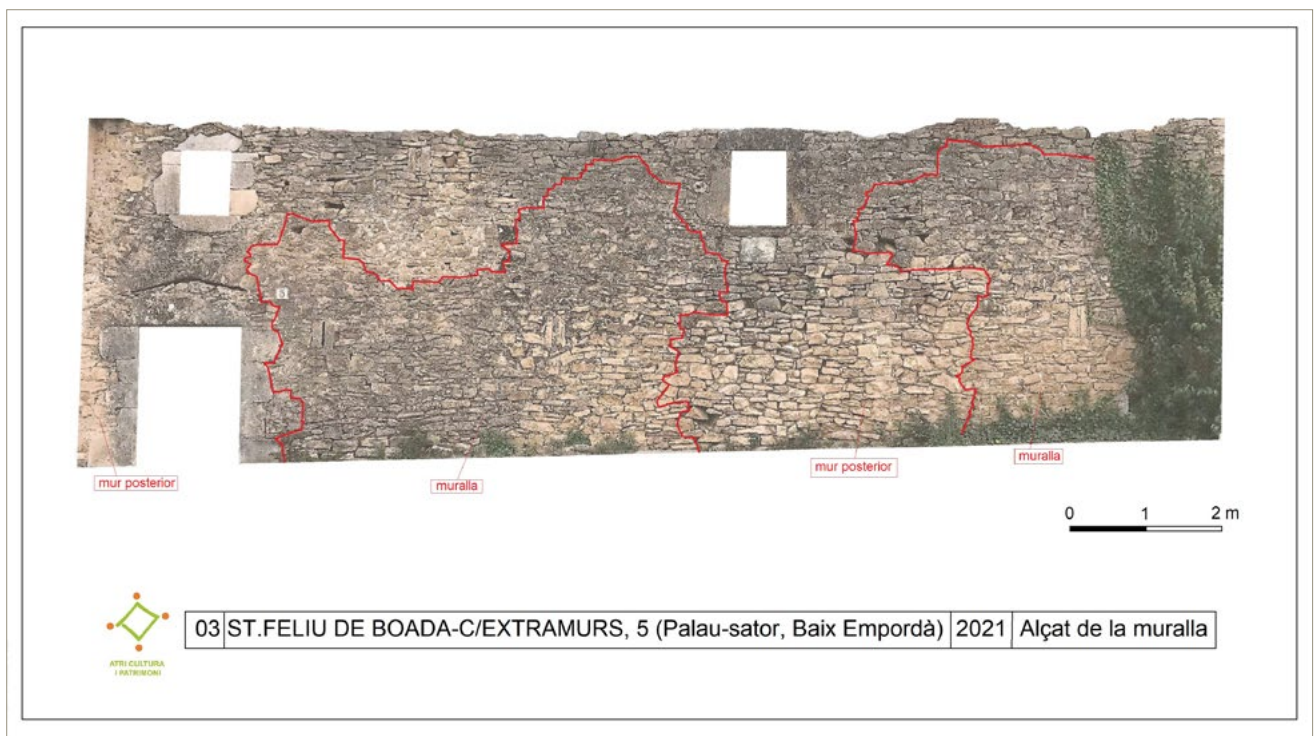 5
mur posterior
muralla
mur posterior
muralla
0 1 2 m
ATRI CULTURA
I PATRIMONI
03 ST.FELIU DE BOADA-C/EXTRAMURS, 5 (Palau-sator, Baix Empordà) 2021 Alçat de la muralla